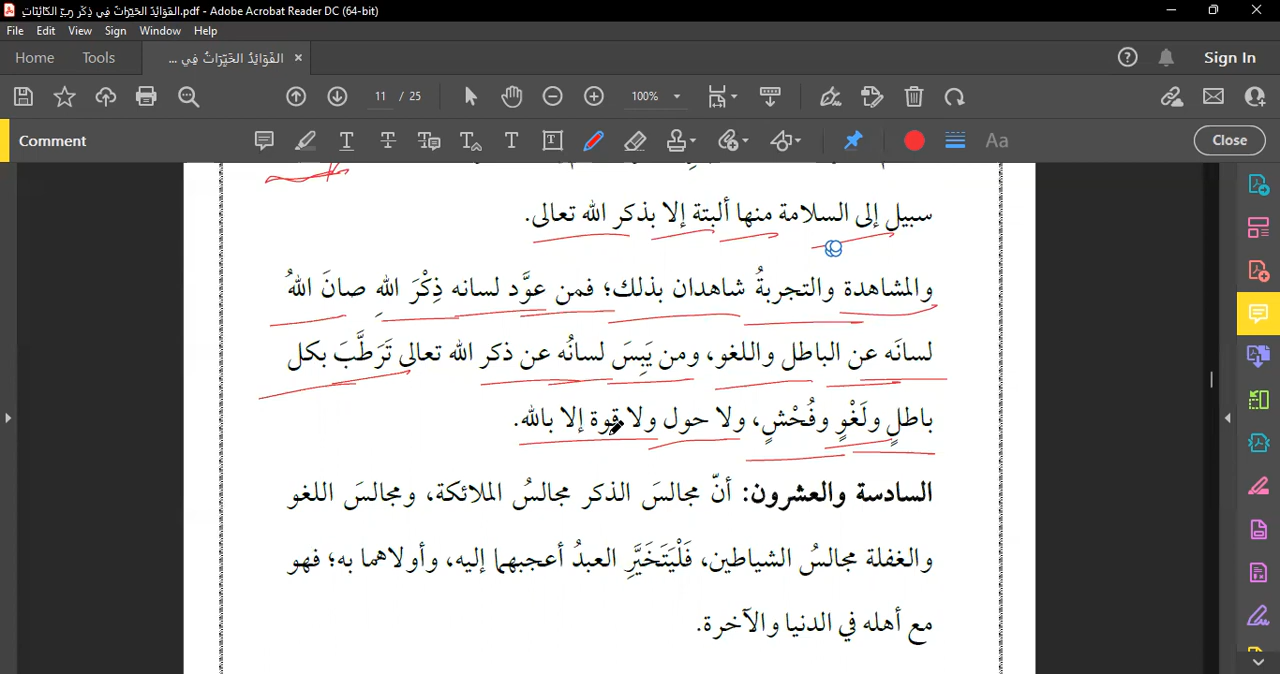 الفَوَائِدُ الخَيِّرَاتُ فِي ذِكْرِ رَبِّ الكَائِنَاتِ.pdf - Adobe Acrobat Reader DC (64-bit)
File Edit View Sign Window Help
Home Tools الفَوَائِدُ الخَيِّرَاتُ فِي ... × Sign In
11 / 25 100%
Comment Close
سبيل إلى السلامة منها ألبتة إلا بذكر الله تعالى.
والمشاهدة والتجربةُ شاهدان بذلك؛ فمن عوَّد لسانه ذِكْرَ اللهِ صانَ اللهُ
لسانَه عن الباطل واللغو، ومن يَبِسَ لسانُه عن ذكر الله تعالى تَرَطَّبَ بكل
باطلٍ ولَغْوٍ وفُحْشٍ، ولا حول ولا قوة إلا بالله.
السادسة والعشرون: أنّ مجالسَ الذكر مجالسُ الملائكة، ومجالسَ اللغو
والغفلة مجالسُ الشياطين، فَلْيَتَخَيَّرِ العبدُ أعجبهما إليه، وأولاهما به؛ فهو
مع أهله في الدنيا والآخرة.